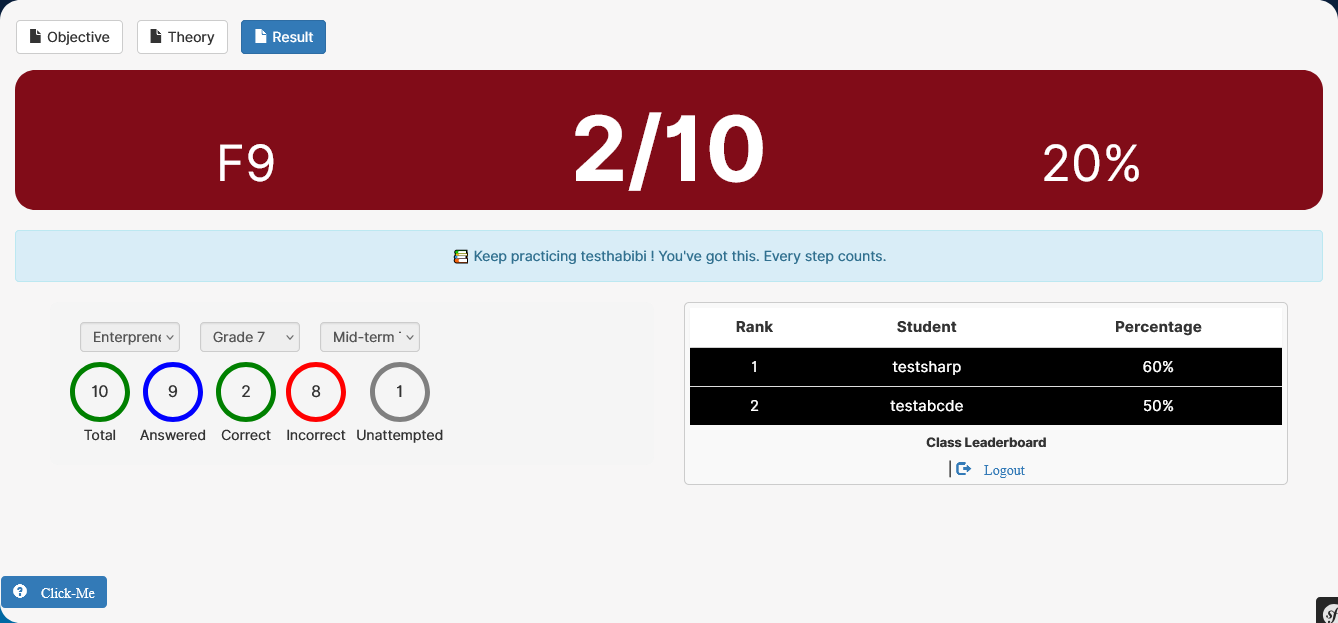 Objective Theory Result
F9 2/10 20%
📚 Keep practicing testhabibi ! You've got this. Every step counts.
Enterprene Grade 7 Mid-term
10 9 2 8 1
Total Answered Correct Incorrect Unattempted
Rank Student Percentage
1 testsharp 60%
2 testabcde 50%
Class Leaderboard
| Logout
Click-Me
sf